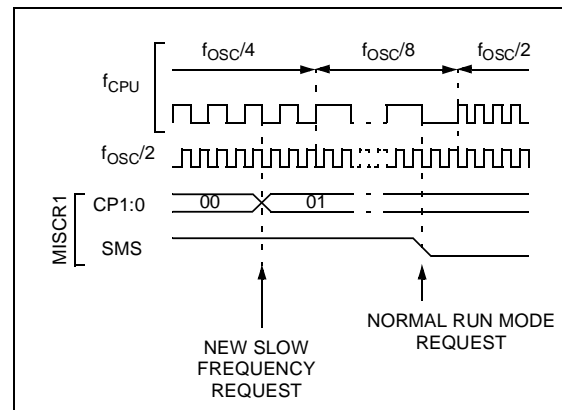 fOSC/4 fOSC/8 fOSC/2
fCPU
fOSC/2
MISCR1
CP1:0 00 01
SMS
NEW SLOW
FREQUENCY
REQUEST
NORMAL RUN MODE
REQUEST